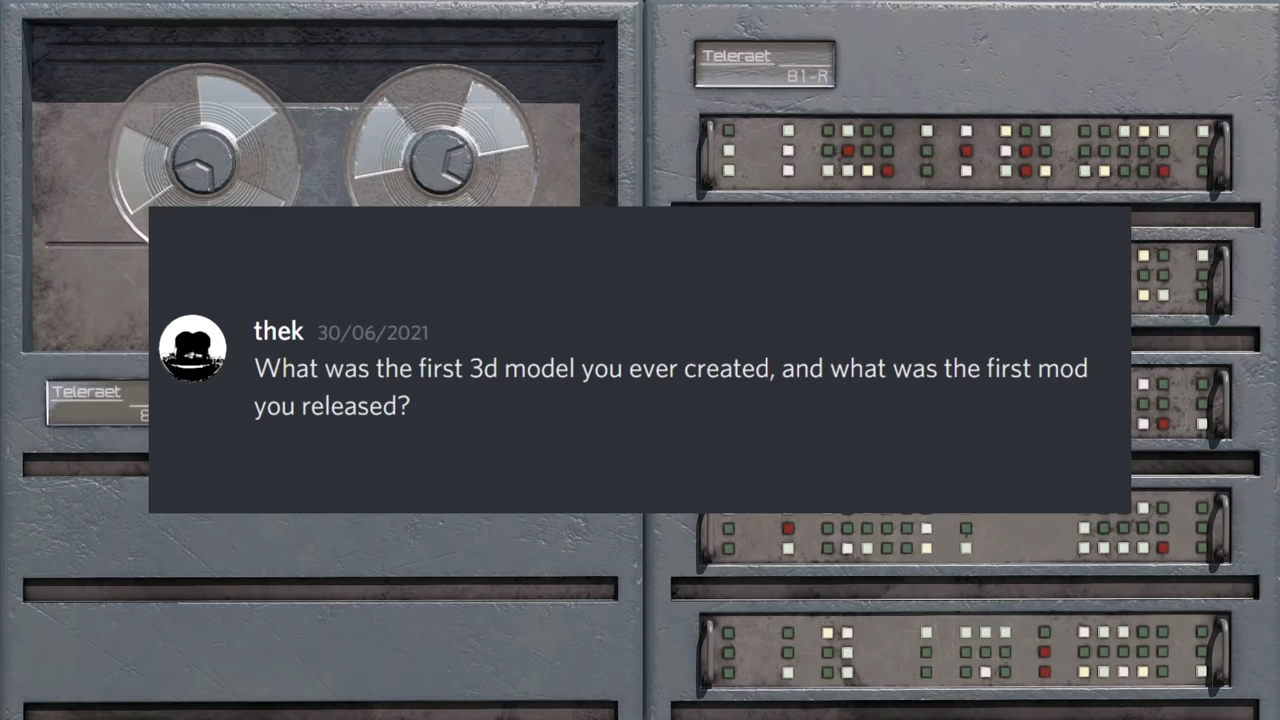 Teleraet
81-R
thek 30/06/2021
What was the first 3d model you ever created, and what was the first mod
you released?
Teleraet
8